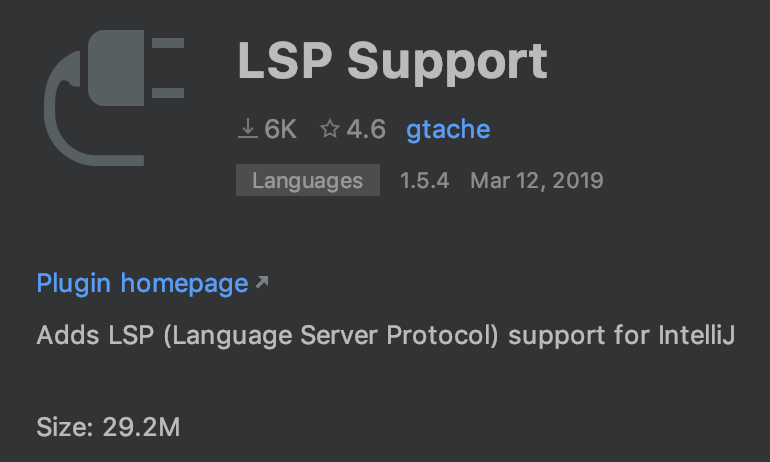 LSP Support
6K 4.6 gtache
Languages 1.5.4 Mar 12, 2019
Plugin homepage
Adds LSP (Language Server Protocol) support for IntelliJ
Size: 29.2M